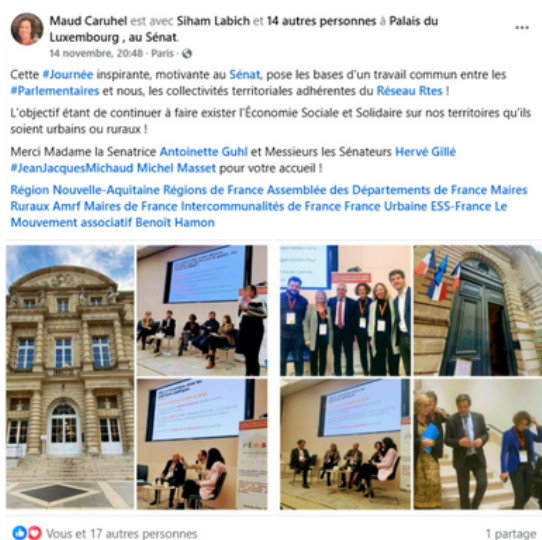 Maud Caruhel est avec Siham Labich et 14 autres personnes à Palais du
Luxembourg , au Sénat.
14 novembre, 20:48 · Paris ·
Cette #Journée inspirante, motivante au Sénat, pose les bases d'un travail commun entre les
#Parlementaires et nous, les collectivités territoriales adhérentes du Réseau Rtes !
L'objectif étant de continuer à faire exister l'Économie Sociale et Solidaire sur nos territoires qu'ils
soient urbains ou ruraux !
Merci Madame la Senatrice Antoinette Guhl et Messieurs les Sénateurs Hervé Gillé
#JeanJacquesMichaud Michel Masset pour votre accueil !
Région Nouvelle-Aquitaine Régions de France Assemblée des Départements de France Maires
Ruraux Amrf Maires de France Intercommunalités de France France Urbaine ESS-France Le
Mouvement associatif Benoît Hamon
Vous et 17 autres personnes
1 partage